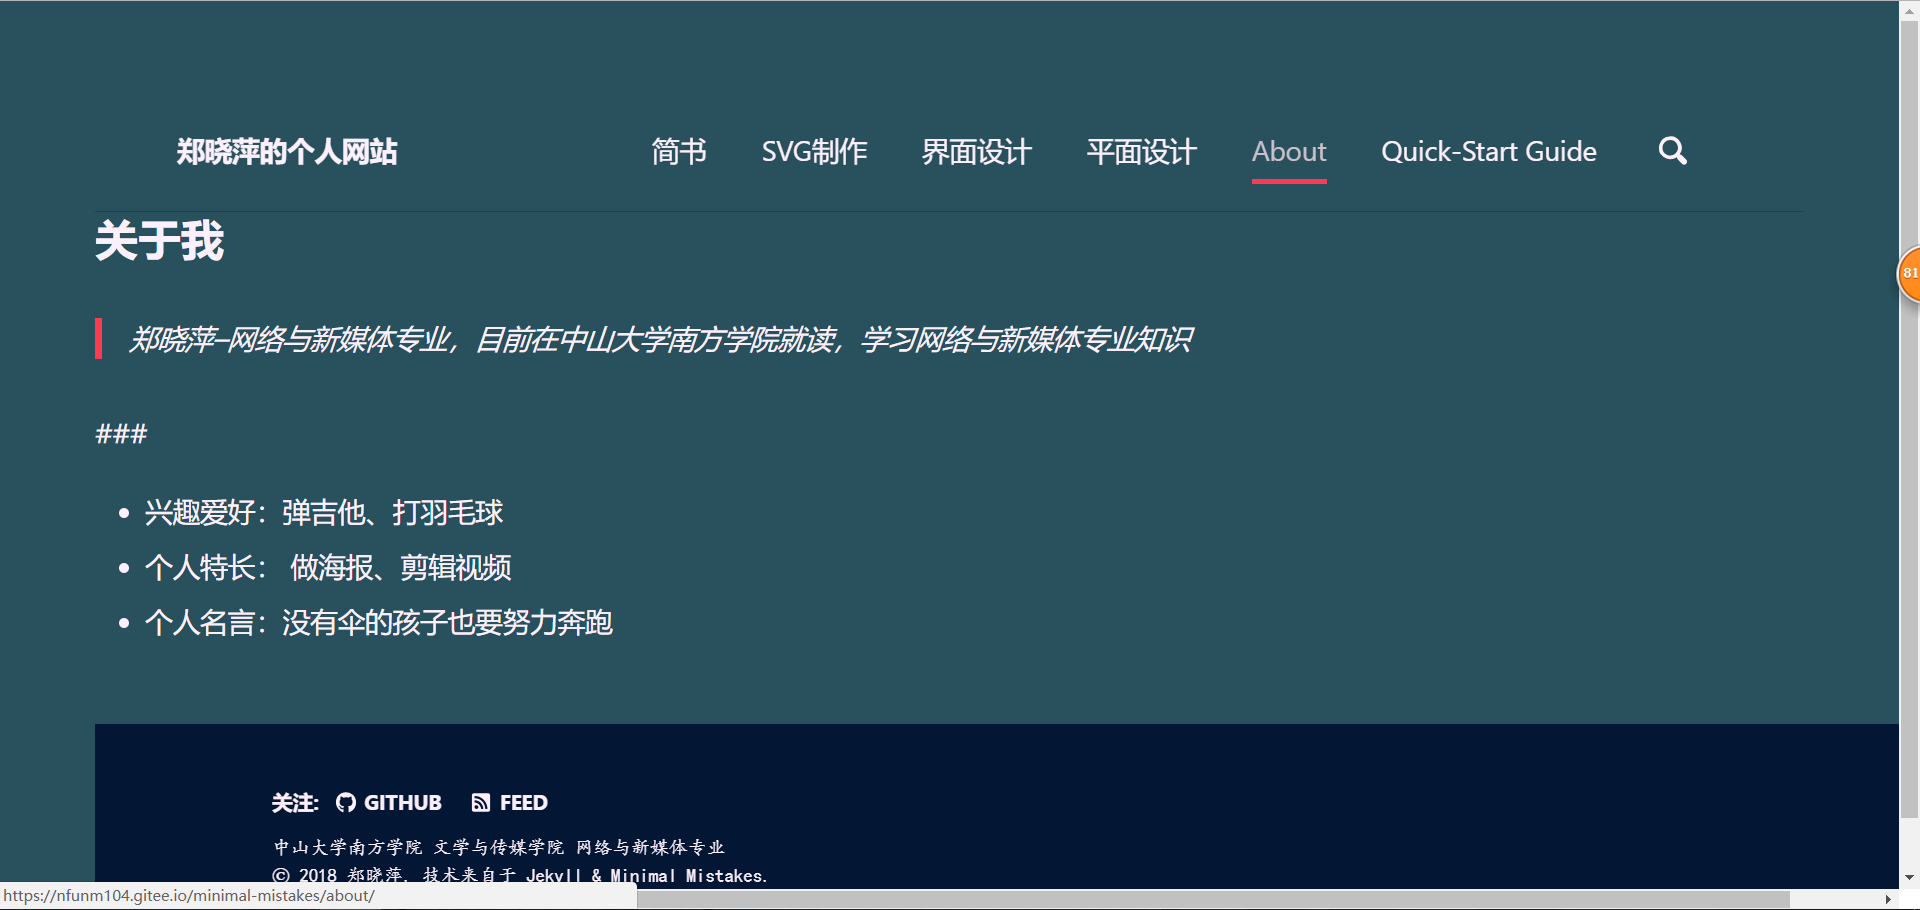 郑晓萍的个人网站 简书 SVG制作 界面设计 平面设计 About Quick-Start Guide
关于我
郑晓萍–网络与新媒体专业，目前在中山大学南方学院就读，学习网络与新媒体专业知识
81
###
兴趣爱好：弹吉他、打羽毛球
个人特长： 做海报、剪辑视频
个人名言：没有伞的孩子也要努力奔跑
关注: GITHUB FEED
中山大学南方学院 文学与传媒学院 网络与新媒体专业
© 2018 郑晓萍. 技术来自于 Jekyll & Minimal Mistakes.
https://nfunm104.gitee.io/minimal-mistakes/about/